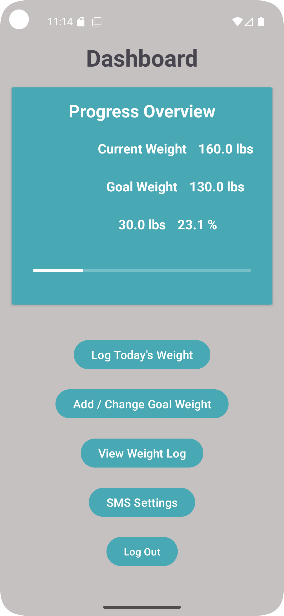 11:14
Dashboard
Progress Overview
Current Weight 160.0 lbs
Goal Weight 130.0 lbs
30.0 lbs 23.1 %
Log Today's Weight
Add / Change Goal Weight
View Weight Log
SMS Settings
Log Out